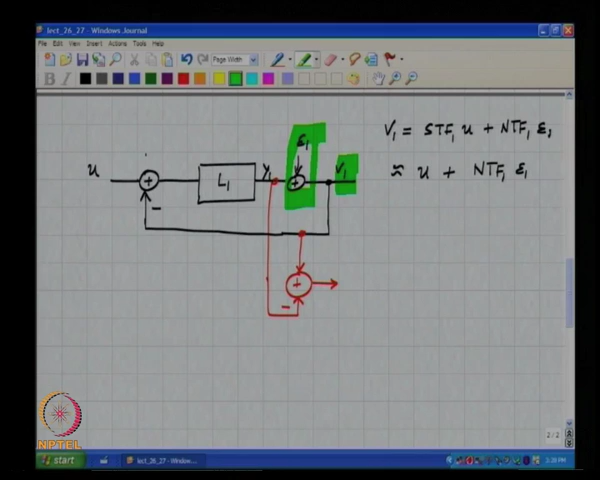 lect_26_27 - Windows Journal
File Edit View Insert Actions Tools Help
Page Width
B I
V₁ = STF₁ u + NTF₁ ε₁
≈ u + NTF₁ ε₁
u + L₁ y₁ ε₁ + V₁
−
+
−
2 / 2
NPTEL
start lect_26_27 - Window...